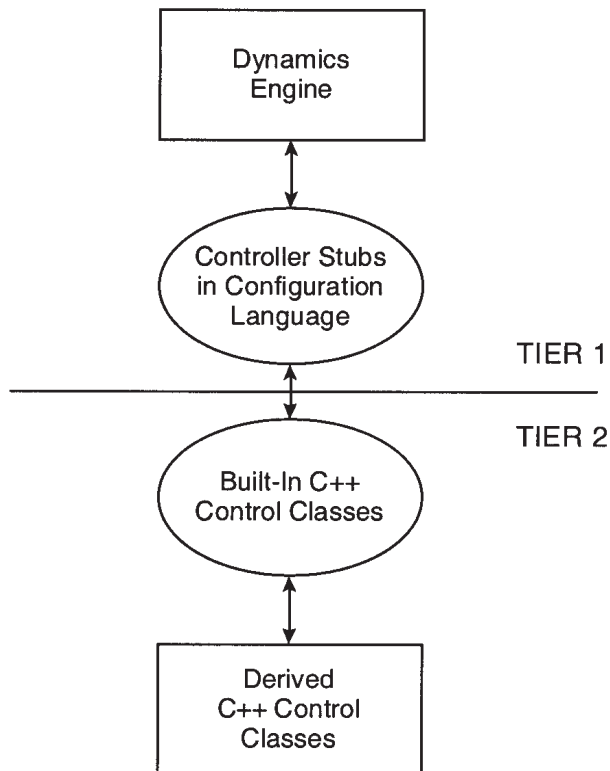 Dynamics
Engine
Controller Stubs
in Configuration
Language
TIER 1
TIER 2
Built-In C++
Control Classes
Derived
C++ Control
Classes